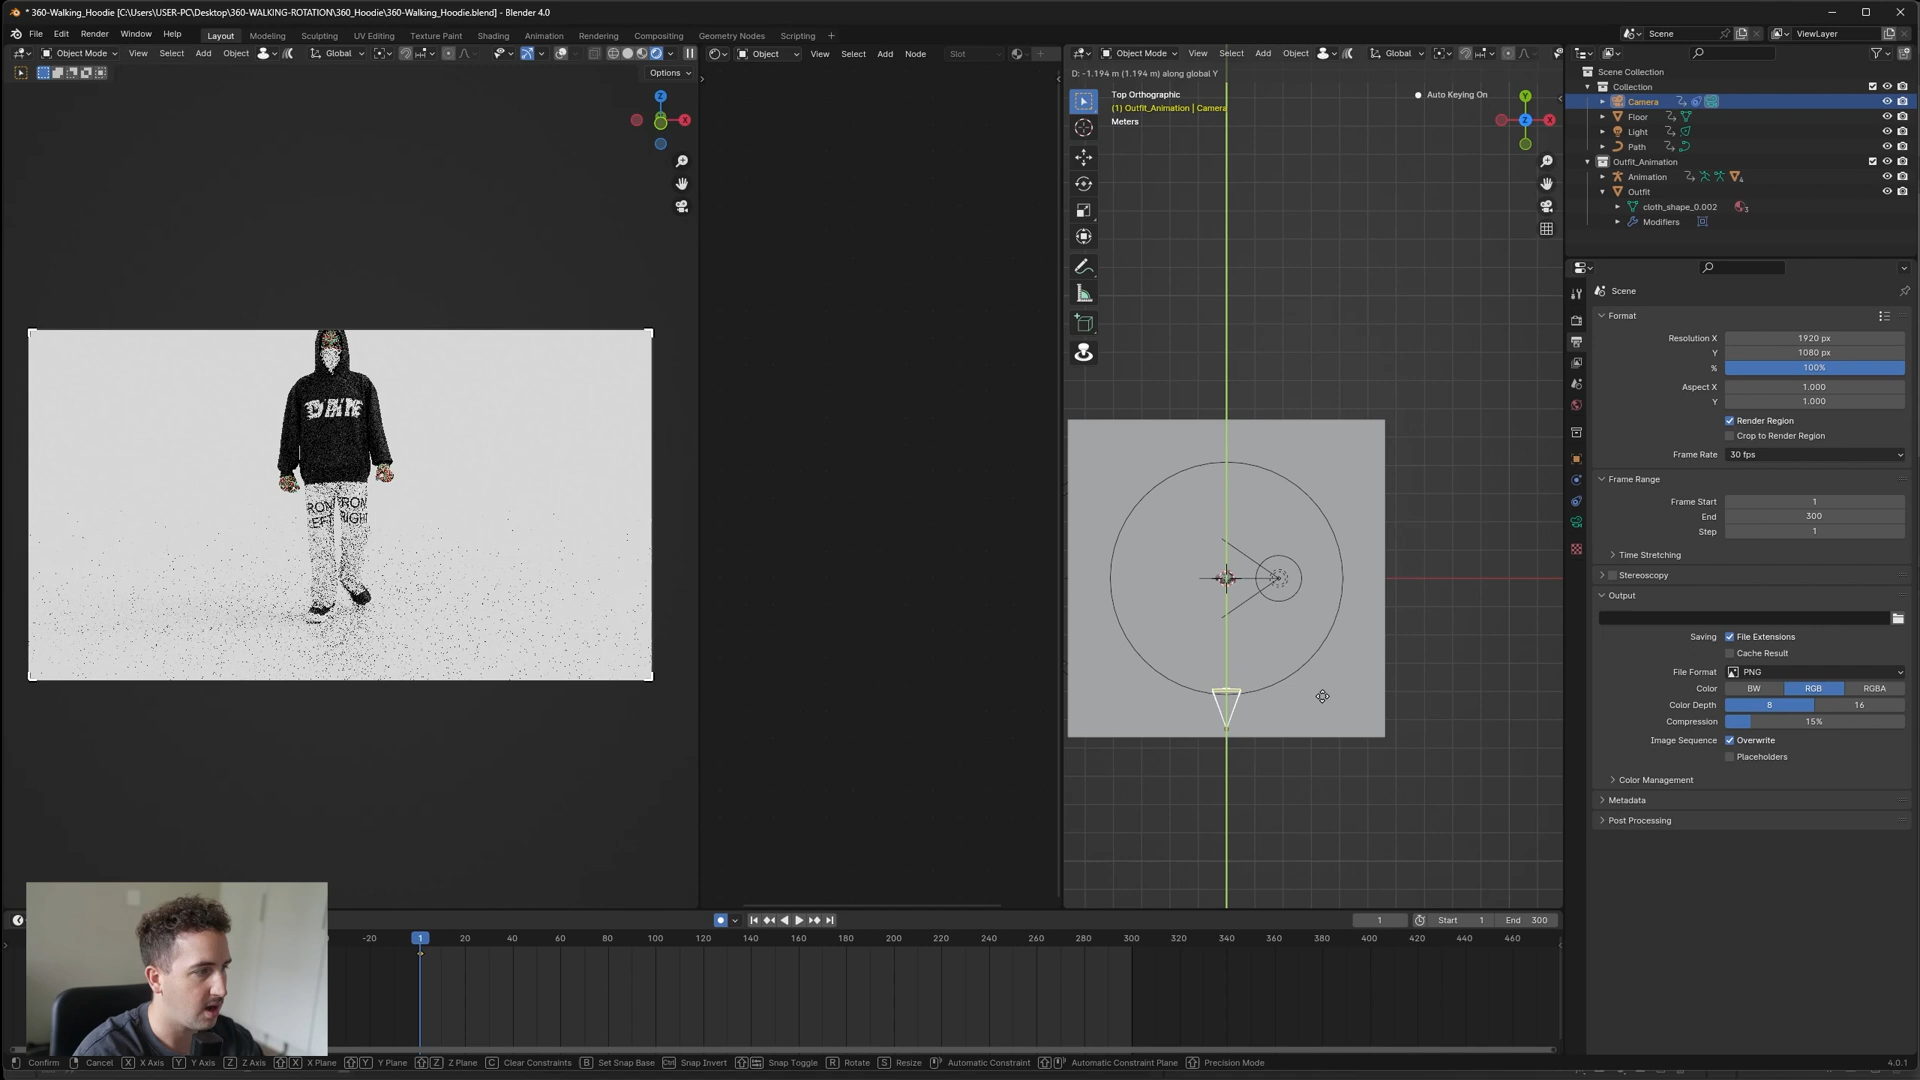 * 360-Walking_Hoodie [C:\Users\USER-PC\Desktop\360-WALKING-ROTATION\360_Hoodie\360-Walking_Hoodie.blend] - Blender 4.0
File Edit Render Window Help Layout Modeling Sculpting UV Editing Texture Paint Shading Animation Rendering Compositing Geometry Nodes Scripting + Scene ViewLayer
Object Mode View Select Add Object Global
Object View Select Add Node Slot
Object Mode View Select Add Object Global
Options
D: -1.194 m (1.194 m) along global Y
Top Orthographic
(1) Outfit_Animation | Camera
Meters
Auto Keying On
Z
X
Y
Z
Scene Collection
Collection
Camera
Floor
Light
Path
Outfit_Animation
Animation
4
Outfit
cloth_shape_0.002
3
Modifiers
Scene
Format
Resolution X 1920 px
Y 1080 px
% 100%
Aspect X 1.000
Y 1.000
Render Region
Crop to Render Region
Frame Rate 30 fps
Frame Range
Frame Start 1
End 300
Step 1
Time Stretching
Stereoscopy
Output
Saving File Extensions
Cache Result
File Format PNG
Color BW RGB RGBA
Color Depth 8 16
Compression 15%
Image Sequence Overwrite
Placeholders
Color Management
Metadata
Post Processing
1 Start 1 End 300
-20 1 20 40 60 80 100 120 140 160 180 200 220 240 260 280 300 320 340 360 380 400 420 440 460
Confirm Cancel X X Axis Y Y Axis Z Z Axis X X Plane Y Y Plane Z Z Plane C Clear Constraints B Set Snap Base Ctrl Snap Invert Snap Toggle R Rotate S Resize Automatic Constraint Automatic Constraint Plane Precision Mode 4.0.1